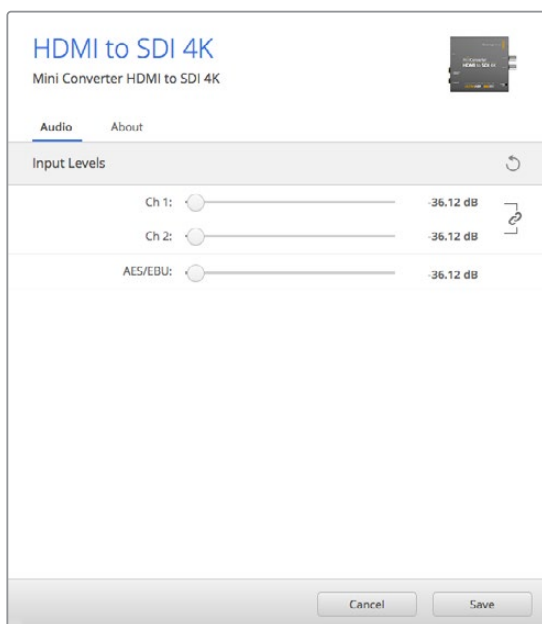 HDMI to SDI 4K
Mini Converter HDMI to SDI 4K
Audio About
Input Levels
Ch 1: -36.12 dB
Ch 2: -36.12 dB
AES/EBU: -36.12 dB
Cancel Save